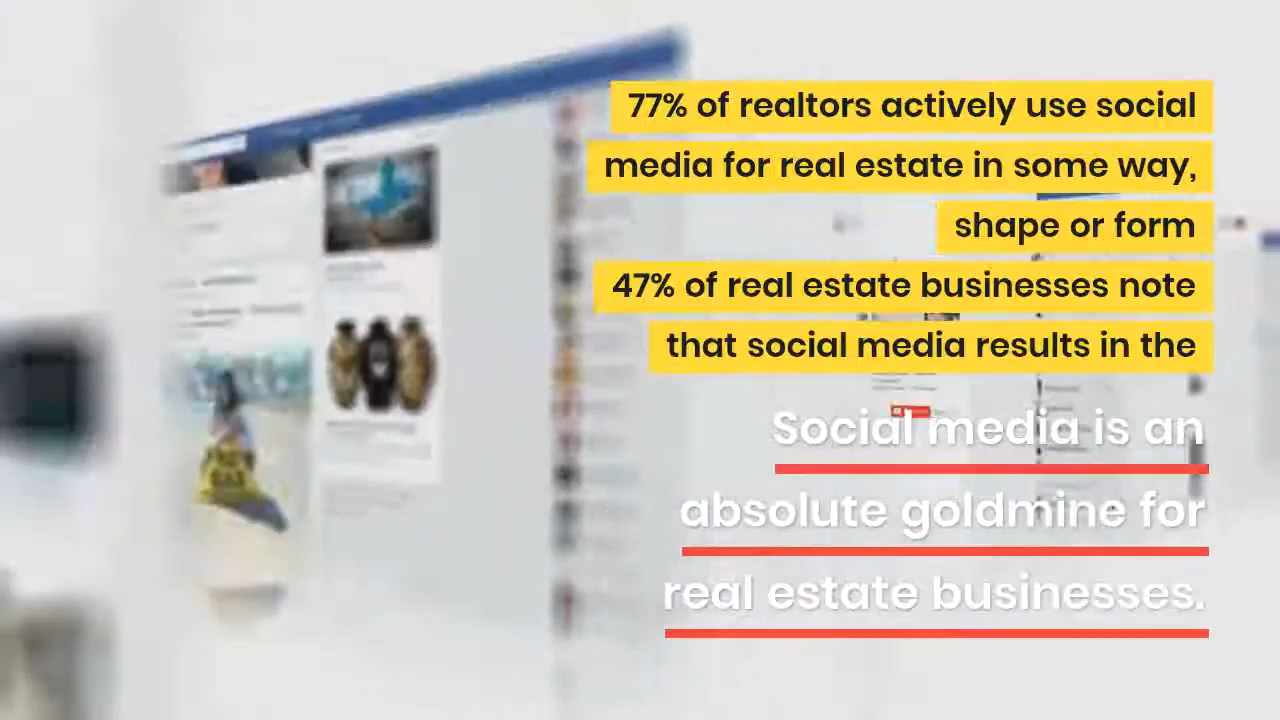 77% of realtors actively use social
media for real estate in some way,
shape or form
47% of real estate businesses note
that social media results in the
Social media is an
absolute goldmine for
real estate businesses.